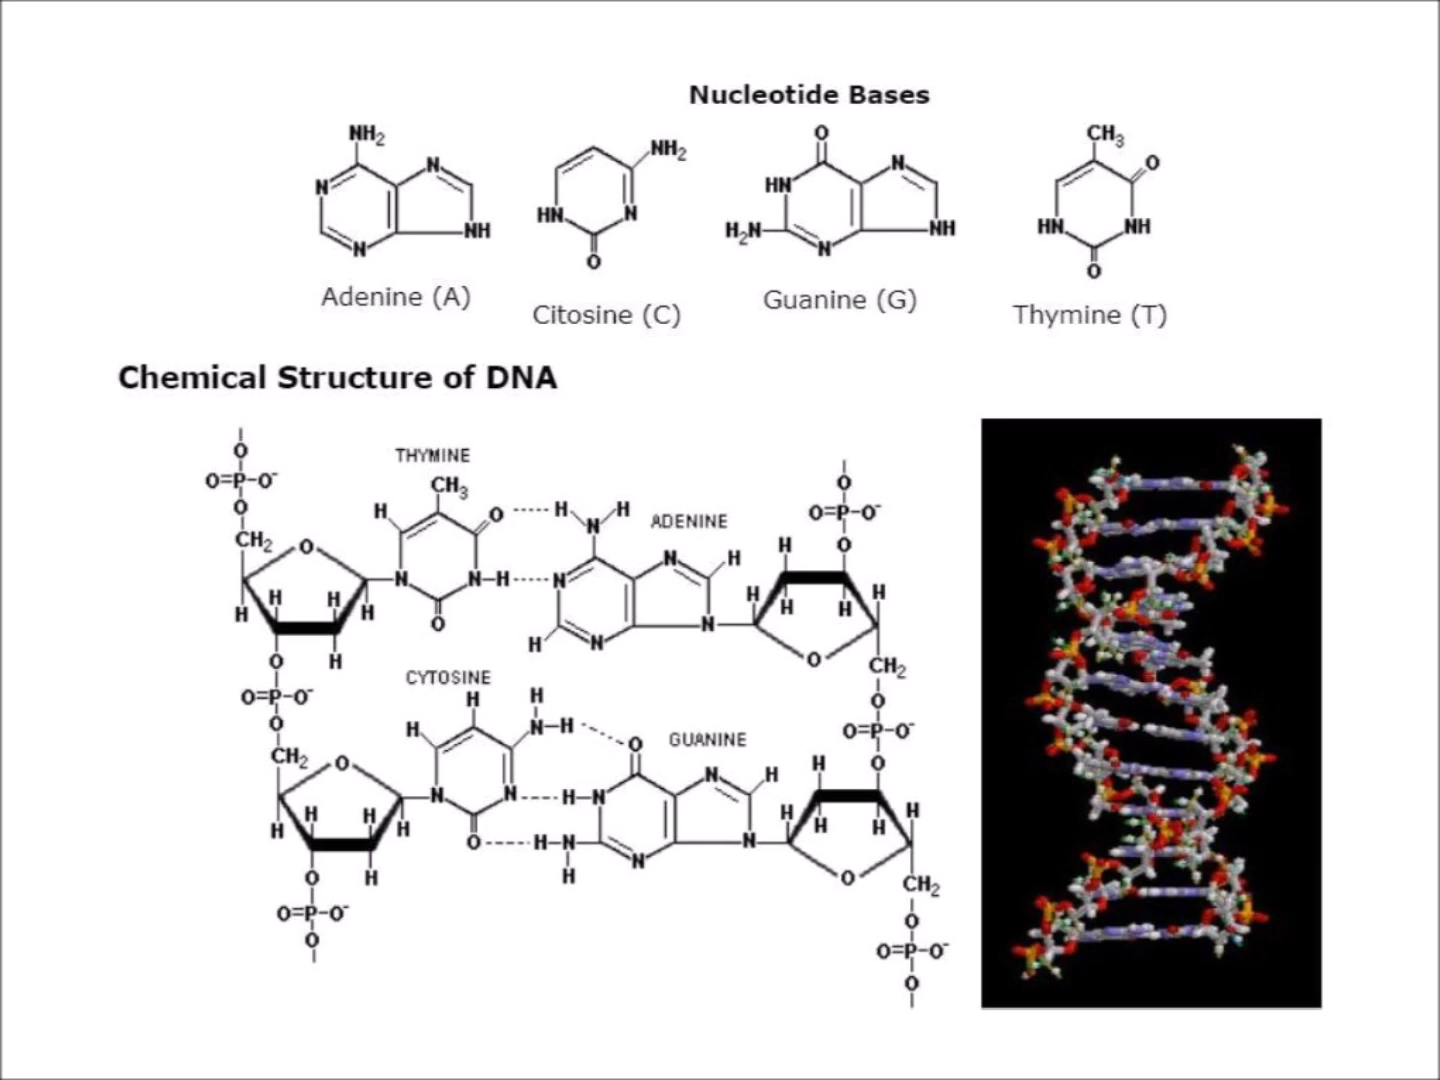 Nucleotide Bases
NH2
N
N
N
NH
Adenine (A)
NH2
HN
N
O
Citosine (C)
O
HN
N
H2N
N
NH
Guanine (G)
CH3
O
HN
NH
O
Thymine (T)
Chemical Structure of DNA
O
O=P-O-
O
CH2
O
H
H
H
H
H
O
O=P-O-
O
CH2
O
H
H
H
H
H
O
O=P-O-
O
THYMINE
CH3
H
O
N
N-H
O
H
H
N
ADENINE
N
N
H
H
N
N
CYTOSINE
H
H
H
N-H
N
N
O
O
GUANINE
H-N
N
H
H-N
H
N
N
O
O=P-O-
O
H
H
H
H
H
O
CH2
O
O=P-O-
O
H
H
H
H
H
O
CH2
O
O=P-O-
O